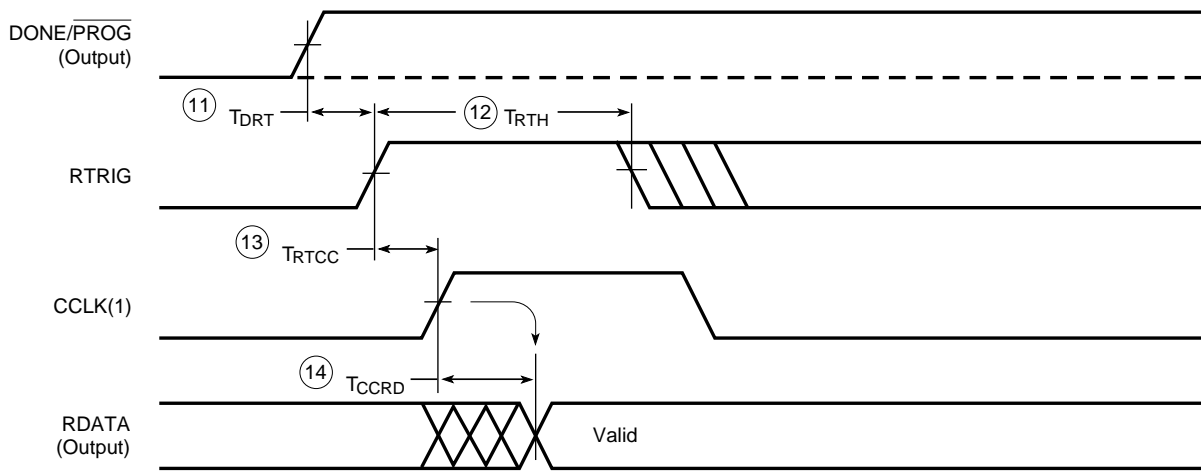 DONE/PROG
(Output)
11 TDRT
12 TRTH
RTRIG
13 TRTCC
CCLK(1)
14 TCCRD
RDATA
(Output)
Valid